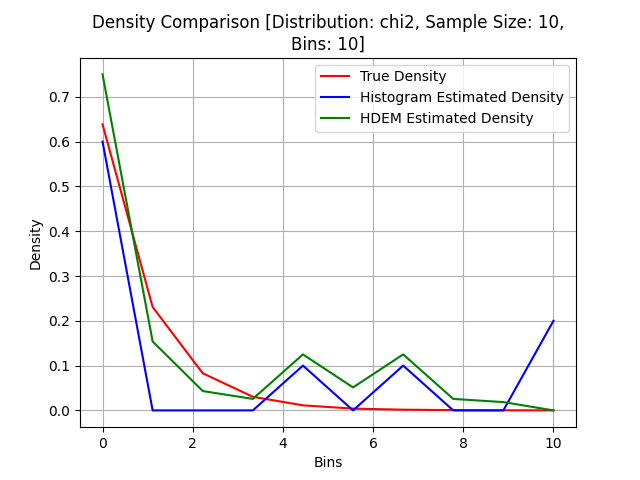 Density Comparison [Distribution: chi2, Sample Size: 10,
Bins: 10]
True Density
Histogram Estimated Density
HDEM Estimated Density
Density
0.7
0.6
0.5
0.4
0.3
0.2
0.1
0.0
0 2 4 6 8 10
Bins